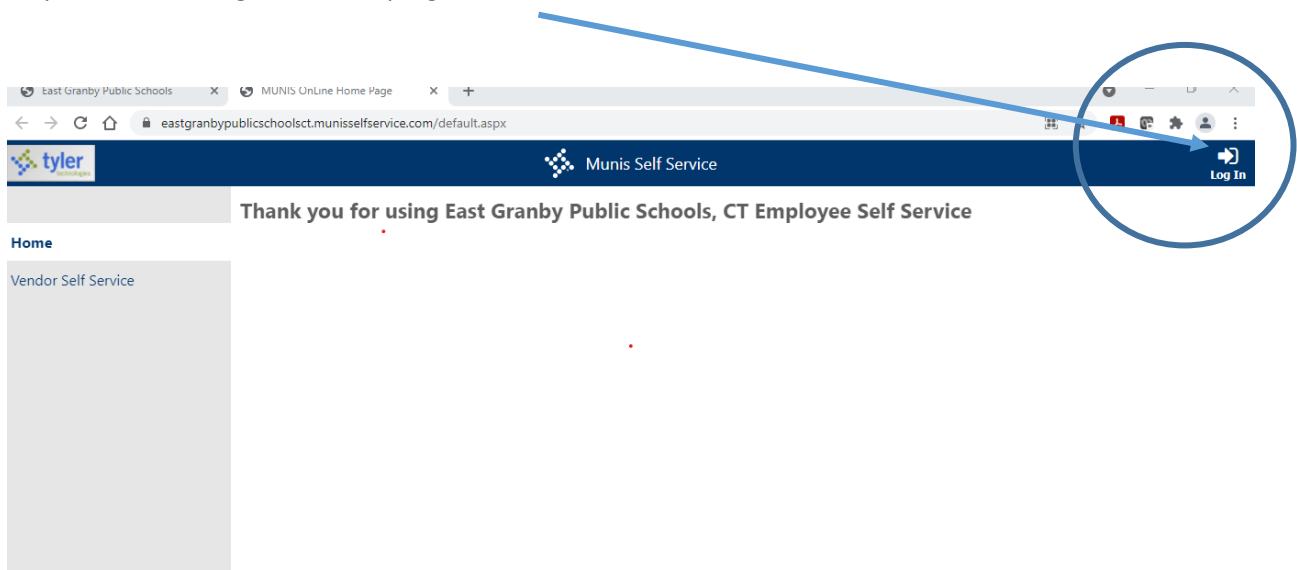 East Granby Public Schools
MUNIS OnLine Home Page
eastgranbypublicschoolsct.munisselfservice.com/default.aspx
tyler
Munis Self Service
Log In
Thank you for using East Granby Public Schools, CT Employee Self Service
Home
Vendor Self Service